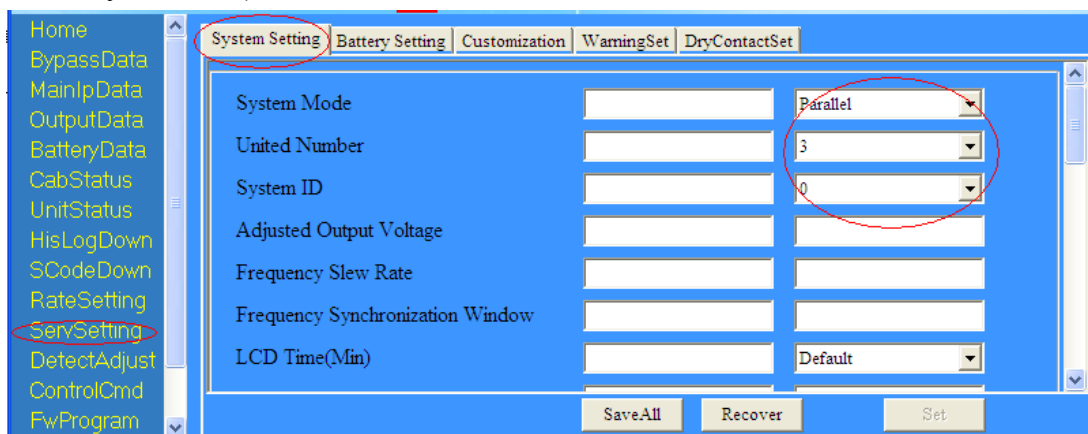 Home
BypassData
MainIpData
OutputData
BatteryData
CabStatus
UnitStatus
HisLogDown
SCodeDown
RateSetting
ServSetting
DetectAdjust
ControlCmd
FwProgram
System Setting Battery Setting Customization WarningSet DryContactSet
System Mode Parallel
United Number 3
System ID 0
Adjusted Output Voltage
Frequency Slew Rate
Frequency Synchronization Window
LCD Time(Min) Default
SaveAll Recover Set